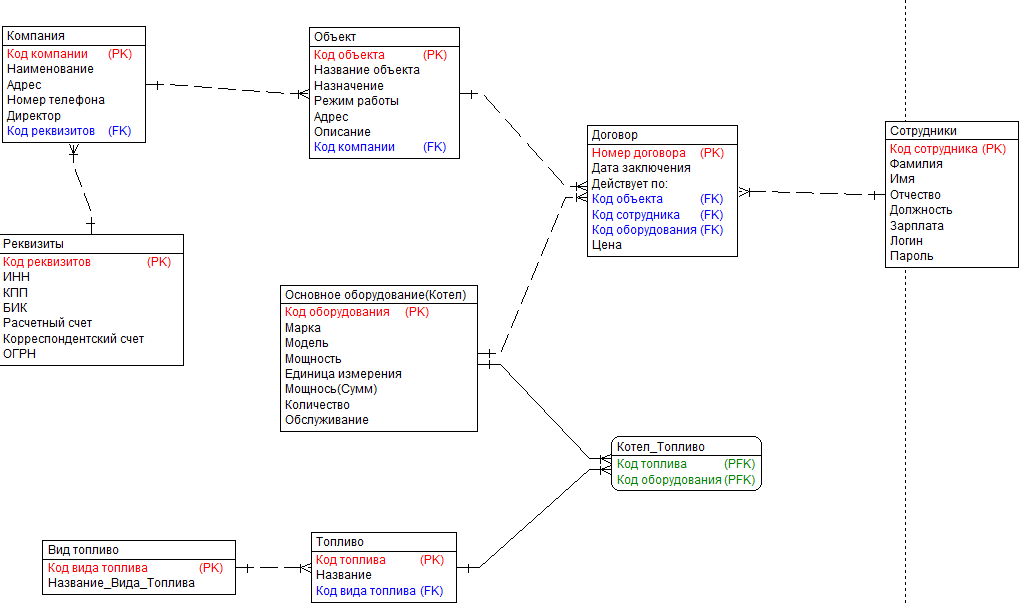 Компания
Код компании (PK)
Наименование
Адрес
Номер телефона
Директор
Код реквизитов (FK)
Объект
Код объекта (PK)
Название объекта
Назначение
Режим работы
Адрес
Описание
Код компании (FK)
Договор
Номер договора (PK)
Дата заключения
Действует по:
Код объекта (FK)
Код сотрудника (FK)
Код оборудования (FK)
Цена
Сотрудники
Код сотрудника (PK)
Фамилия
Имя
Отчество
Должность
Зарплата
Логин
Пароль
Реквизиты
Код реквизитов (PK)
ИНН
КПП
БИК
Расчетный счет
Корреспондентский счет
ОГРН
Основное оборудование(Котел)
Код оборудования (PK)
Марка
Модель
Мощность
Единица измерения
Мощнось(Сумм)
Количество
Обслуживание
Котел_Топливо
Код топлива (PFK)
Код оборудования (PFK)
Вид топливо
Код вида топлива (PK)
Название_Вида_Топлива
Топливо
Код топлива (PK)
Название
Код вида топлива (FK)